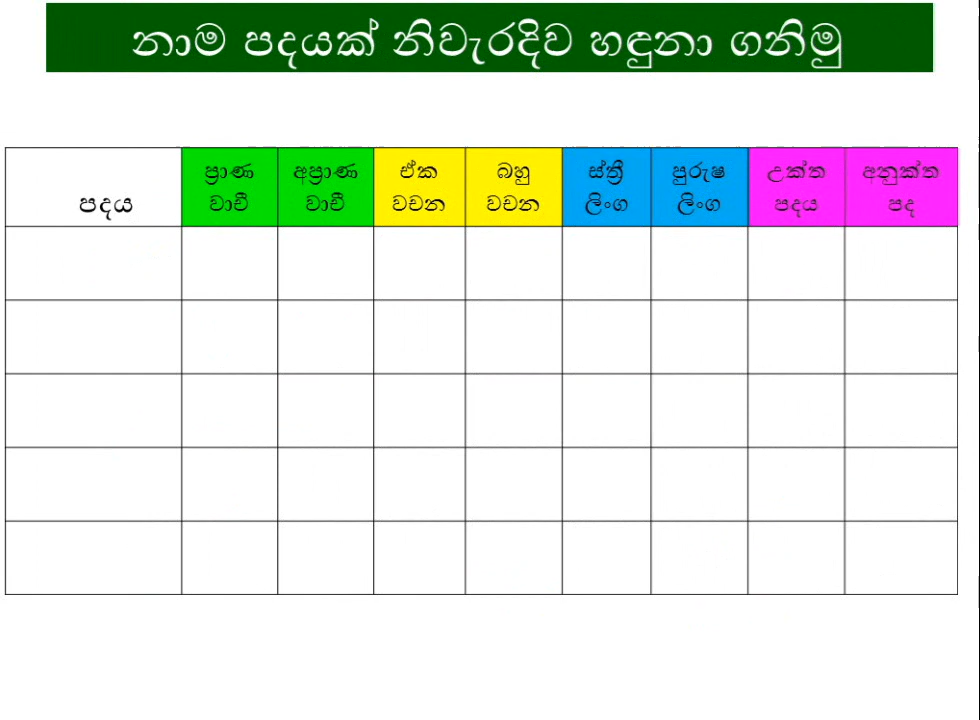 නාම පදයක් නිවැරදිව හඳුනා ගනිමු
පදය
ප්‍රාණ වාචී
අප්‍රාණ වාචී
ඒක වචන
බහු වචන
ස්ත්‍රී ලිංග
පුරුෂ ලිංග
උක්ත පදය
අනුක්ත පද